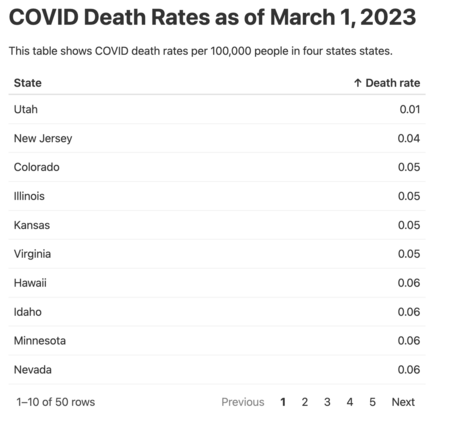 COVID Death Rates as of March 1, 2023
This table shows COVID death rates per 100,000 people in four states states.
State ↑ Death rate
Utah 0.01
New Jersey 0.04
Colorado 0.05
Illinois 0.05
Kansas 0.05
Virginia 0.05
Hawaii 0.06
Idaho 0.06
Minnesota 0.06
Nevada 0.06
1–10 of 50 rows Previous 1 2 3 4 5 Next